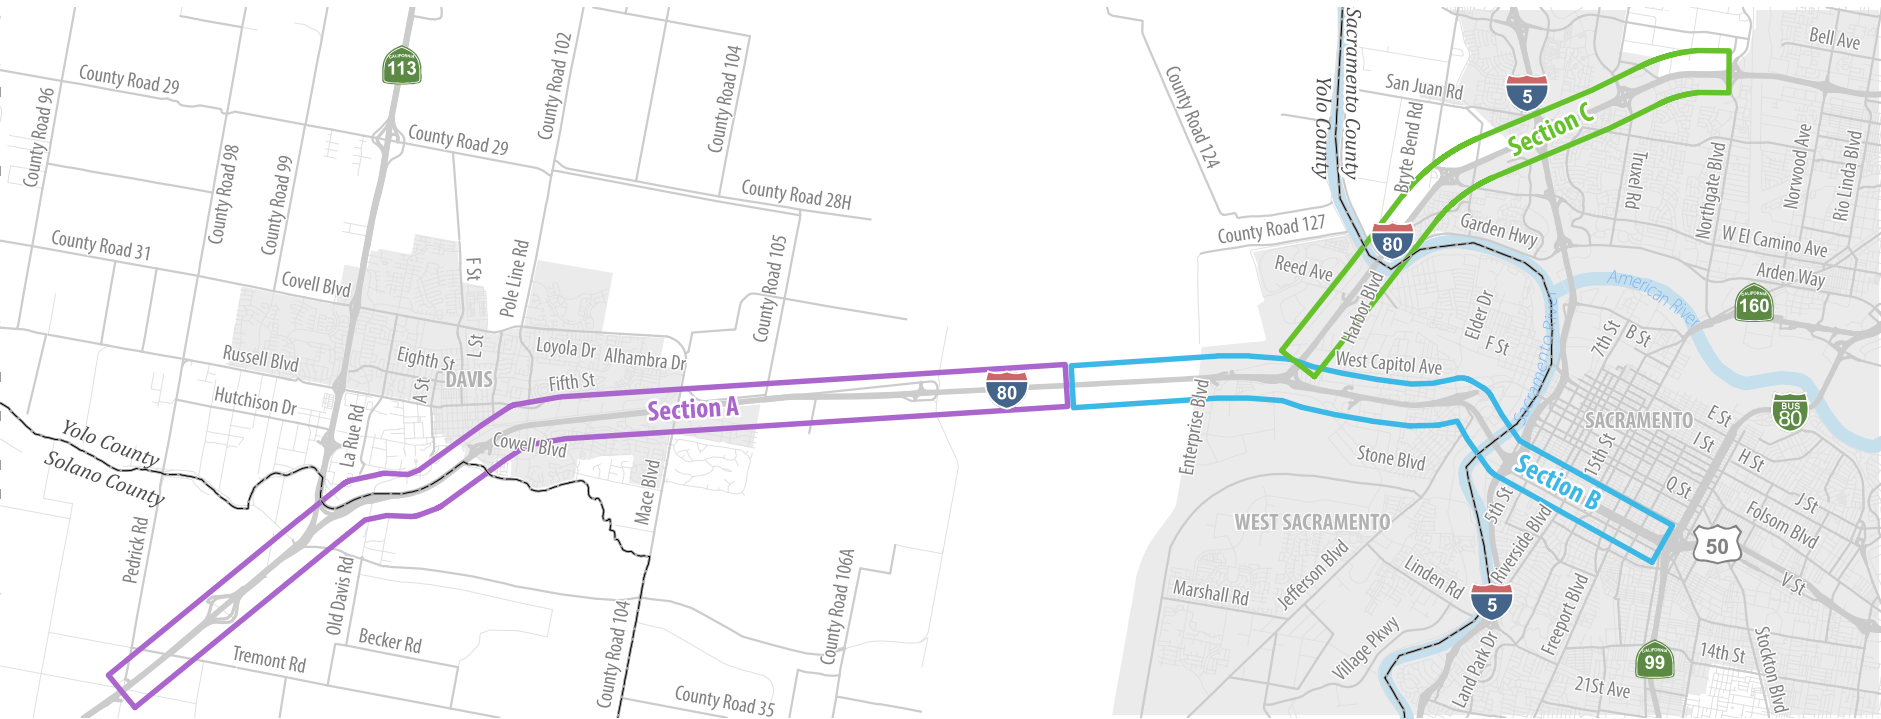 County Road 29
County Road 96
CALIFORNIA
113
County Road 102
County Road 104
County Road 29
County Road 98
County Road 99
County Road 28H
County Road 31
Covell Blvd
F St
Pole Line Rd
County Road 105
Russell Blvd
Eighth St
L St
Loyola Dr
Alhambra Dr
DAVIS
A St
Fifth St
Hutchison Dr
La Rue Rd
Section A
80
Cowell Blvd
Yolo County
Solano County
Mace Blvd
Pedrick Rd
Old Davis Rd
Becker Rd
Tremont Rd
County Road 104
County Road 106A
County Road 35
County Road 124
County Road 127
Sacramento County
Yolo County
San Juan Rd
Bryte Bend Rd
5
Section C
Bell Ave
Truxel Rd
Northgate Blvd
Norwood Ave
Rio Linda Blvd
80
Garden Hwy
W El Camino Ave
Arden Way
Reed Ave
Harbor Blvd
Elder Dr
F St
West Capitol Ave
Sacramento River
American River
CALIFORNIA
160
7th St
B St
SACRAMENTO
E St
I St
BUS
80
H St
J St
Folsom Blvd
15th St
Q St
Enterprise Blvd
Stone Blvd
Section B
5th St
Riverside Blvd
WEST SACRAMENTO
50
V St
Marshall Rd
Jefferson Blvd
Linden Rd
5
Village Pkwy
Land Park Dr
Freeport Blvd
CALIFORNIA
99
14th St
21St Ave
Stockton Blvd